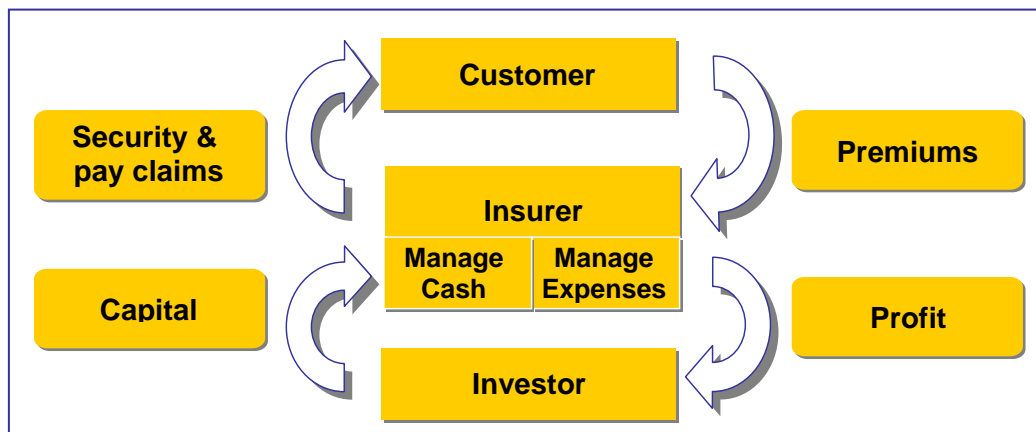 Customer
Security &
pay claims
Premiums
Insurer
Manage
Cash
Manage
Expenses
Capital
Profit
Investor